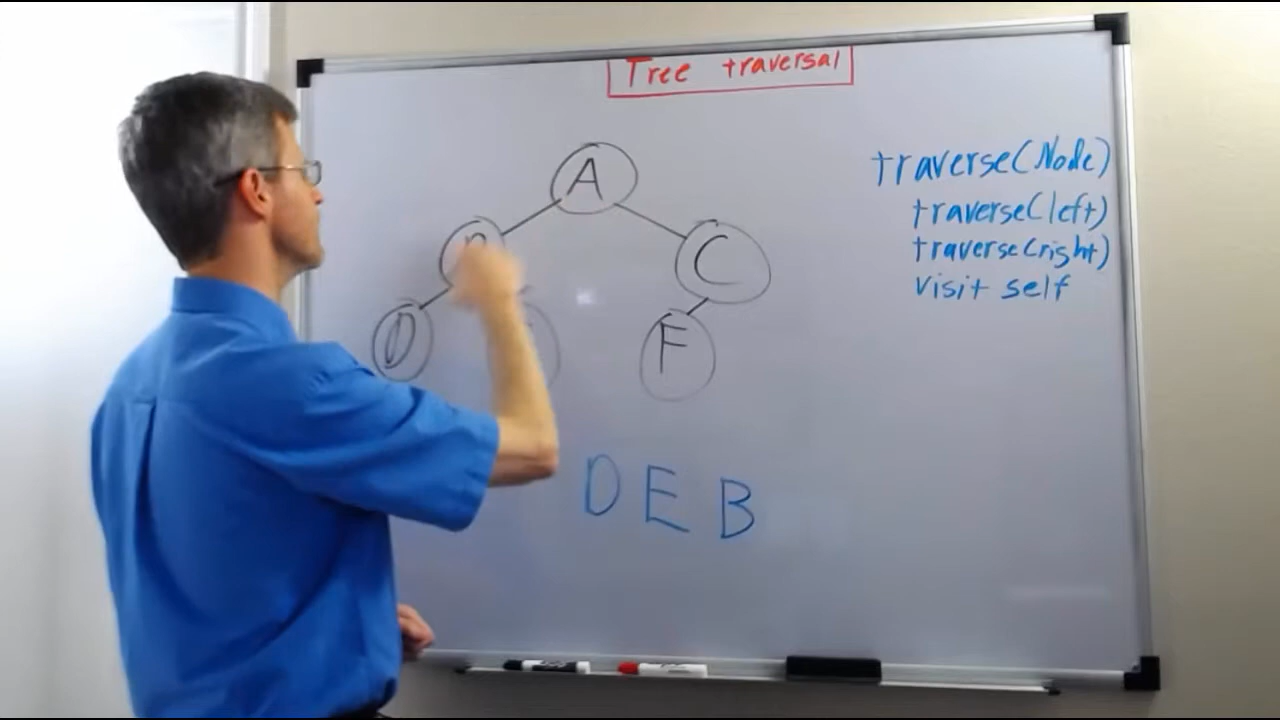 Tree traversal
A
C
D
F
traverse(Node)
traverse(left)
traverse(right)
visit self
D E B